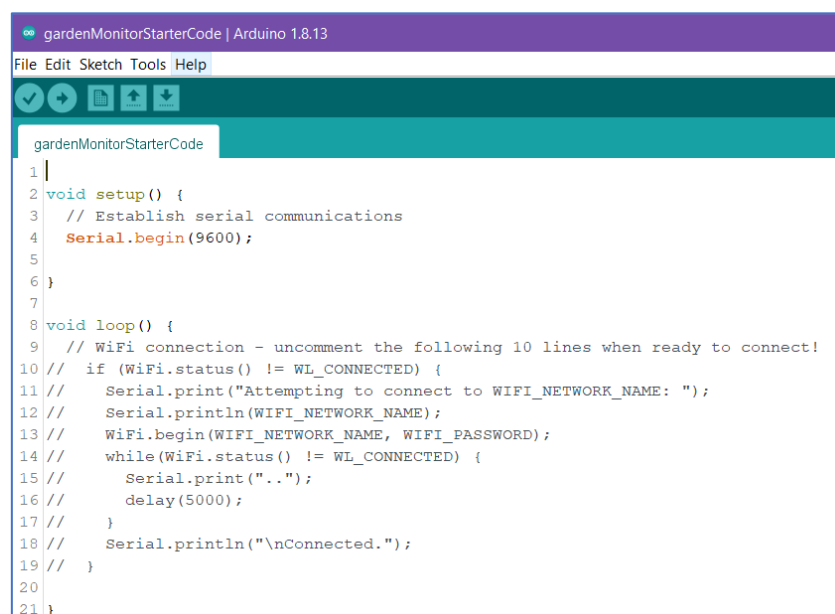 gardenMonitorStarterCode | Arduino 1.8.13
File Edit Sketch Tools Help
gardenMonitorStarterCode
1
2 void setup() {
3   // Establish serial communications
4   Serial.begin(9600);
5
6 }
7
8 void loop() {
9   // WiFi connection - uncomment the following 10 lines when ready to connect!
10 //  if (WiFi.status() != WL_CONNECTED) {
11 //    Serial.print("Attempting to connect to WIFI_NETWORK_NAME: ");
12 //    Serial.println(WIFI_NETWORK_NAME);
13 //    WiFi.begin(WIFI_NETWORK_NAME, WIFI_PASSWORD);
14 //    while(WiFi.status() != WL_CONNECTED) {
15 //      Serial.print("..");
16 //      delay(5000);
17 //    }
18 //    Serial.println("\nConnected.");
19 //  }
20
21 }